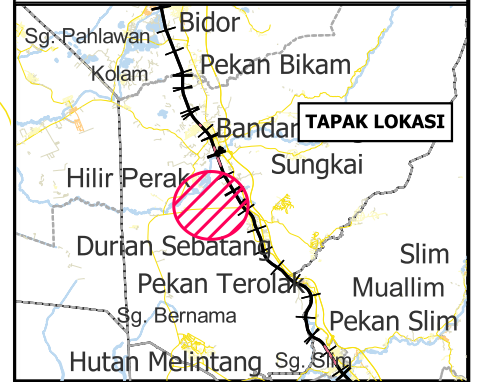 Bidor
Sg. Pahlawan
Pekan Bikam
Kolam
Bandar
TAPAK LOKASI
Sungkai
Hilir Perak
Durian Sebatang
Slim
Pekan Terolak
Muallim
Sg. Bernama
Pekan Slim
Hutan Melintang
Sg. Slim